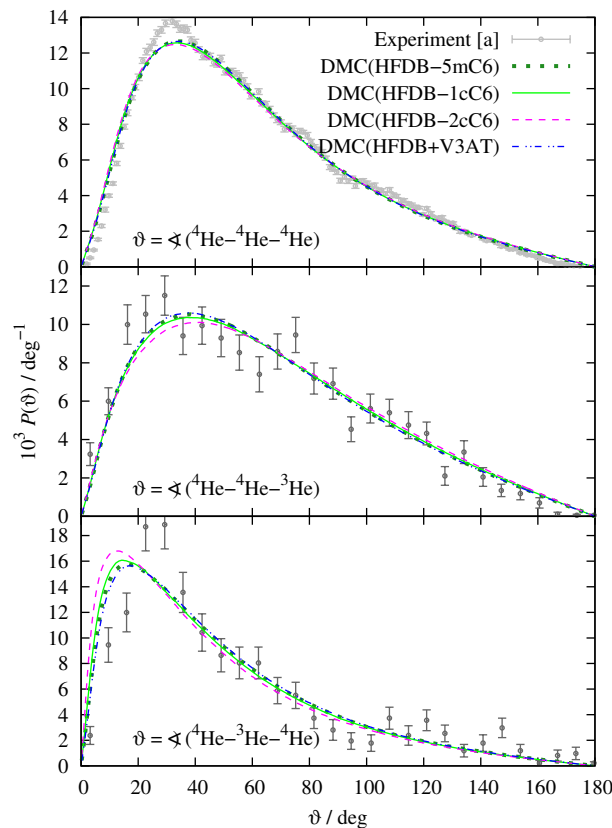 14
12
10
8
6
4
2
0
Experiment [a]
DMC(HFDB−5mC6)
DMC(HFDB−1cC6)
DMC(HFDB−2cC6)
DMC(HFDB+V3AT)
ϑ = ∢ (⁴He−⁴He−⁴He)
10
8
6
4
2
0
10³ P(ϑ) / deg⁻¹
ϑ = ∢ (⁴He−⁴He−³He)
18
16
14
12
10
8
6
4
2
0
ϑ = ∢ (⁴He−³He−⁴He)
0 20 40 60 80 100 120 140 160 180
ϑ / deg